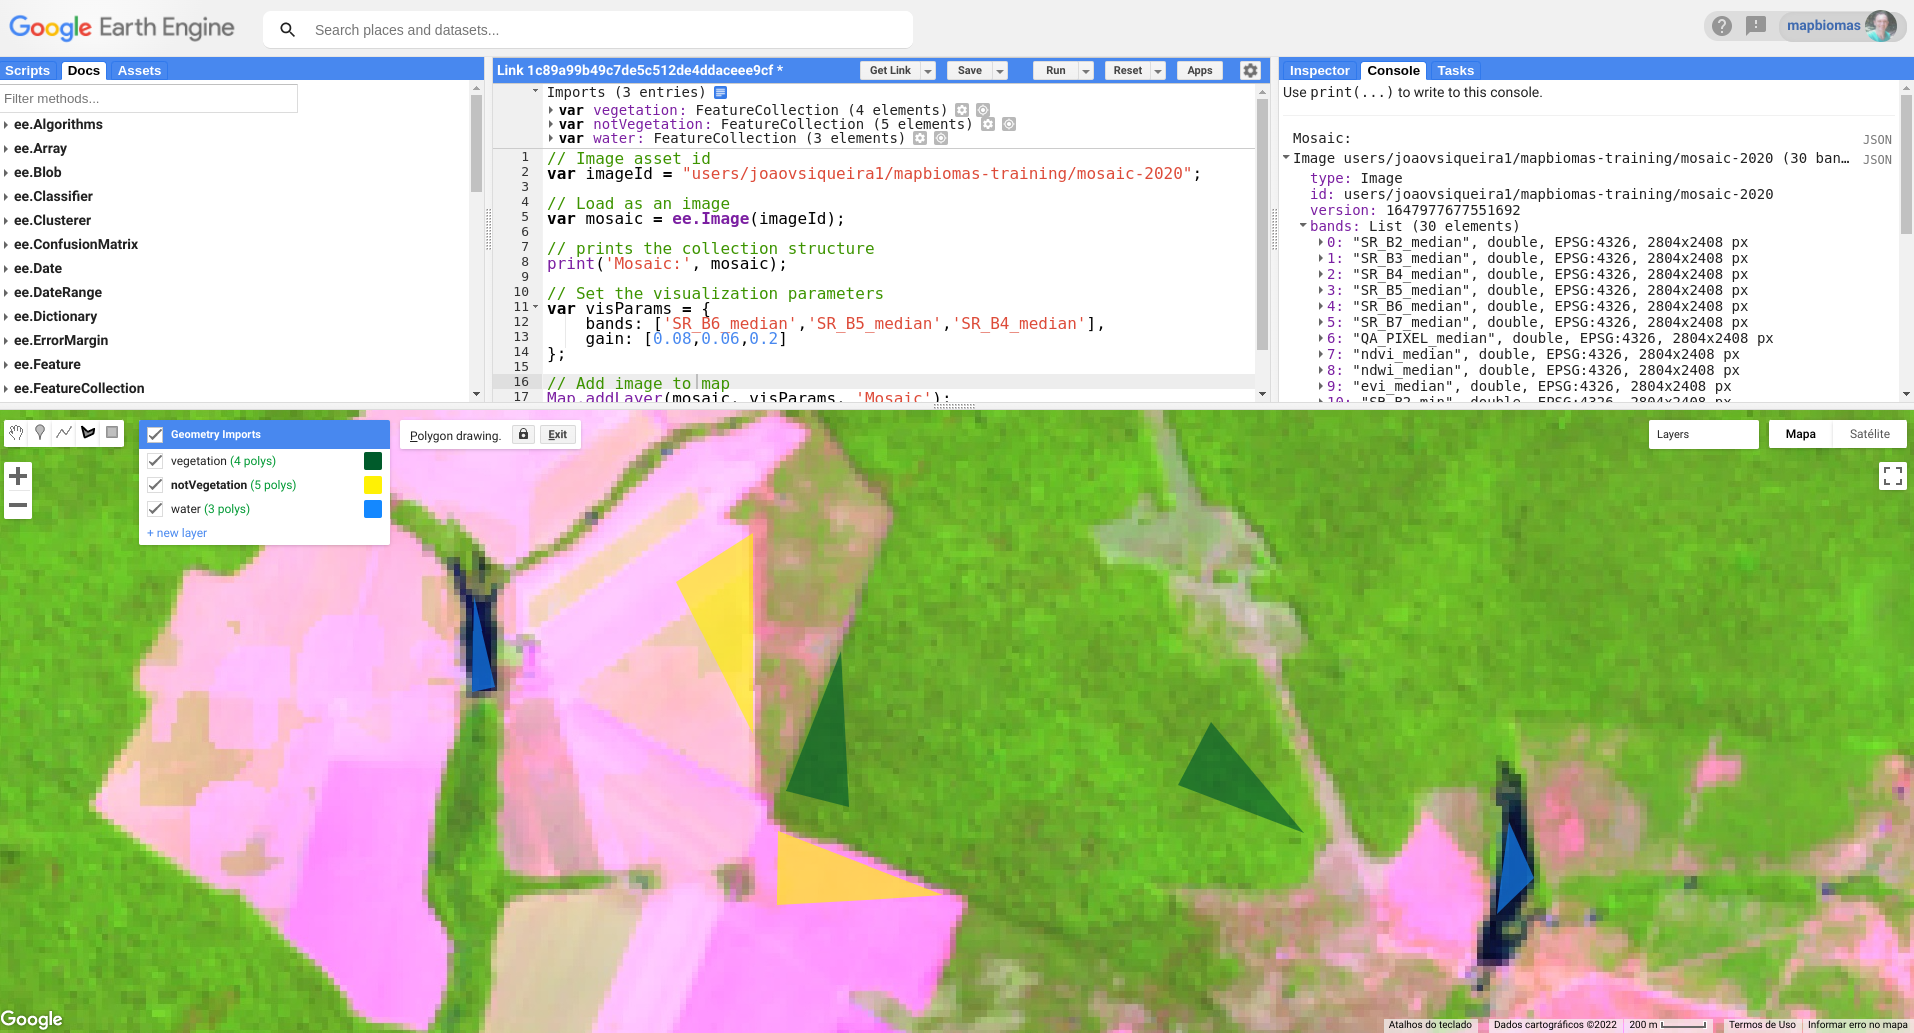 Google Earth Engine
Search places and datasets...
mapbiomas
Scripts Docs Assets
Filter methods...
ee.Algorithms
ee.Array
ee.Blob
ee.Classifier
ee.Clusterer
ee.ConfusionMatrix
ee.Date
ee.DateRange
ee.Dictionary
ee.ErrorMargin
ee.Feature
ee.FeatureCollection
Link 1c89a99b49c7de5c512de4ddaceee9cf *
Get Link Save Run Reset Apps
Imports (3 entries)
var vegetation: FeatureCollection (4 elements)
var notVegetation: FeatureCollection (5 elements)
var water: FeatureCollection (3 elements)
1 // Image asset id
2 var imageId = "users/joaovsiqueira1/mapbiomas-training/mosaic-2020";
3
4 // Load as an image
5 var mosaic = ee.Image(imageId);
6
7 // prints the collection structure
8 print('Mosaic:', mosaic);
9
10 // Set the visualization parameters
11 var visParams = {
12 bands: ['SR_B6_median','SR_B5_median','SR_B4_median'],
13 gain: [0.08,0.06,0.2]
14 };
15
16 // Add image to map
17 Map.addLayer(mosaic, visParams, 'Mosaic');
Inspector Console Tasks
Use print(...) to write to this console.
Mosaic: JSON
Image users/joaovsiqueira1/mapbiomas-training/mosaic-2020 (30 ban… JSON
type: Image
id: users/joaovsiqueira1/mapbiomas-training/mosaic-2020
version: 1647977677551692
bands: List (30 elements)
0: "SR_B2_median", double, EPSG:4326, 2804x2408 px
1: "SR_B3_median", double, EPSG:4326, 2804x2408 px
2: "SR_B4_median", double, EPSG:4326, 2804x2408 px
3: "SR_B5_median", double, EPSG:4326, 2804x2408 px
4: "SR_B6_median", double, EPSG:4326, 2804x2408 px
5: "SR_B7_median", double, EPSG:4326, 2804x2408 px
6: "QA_PIXEL_median", double, EPSG:4326, 2804x2408 px
7: "ndvi_median", double, EPSG:4326, 2804x2408 px
8: "ndwi_median", double, EPSG:4326, 2804x2408 px
9: "evi_median", double, EPSG:4326, 2804x2408 px
10: "SR_B2_min", double, EPSG:4326, 2804x2408 px
Geometry Imports
vegetation (4 polys)
notVegetation (5 polys)
water (3 polys)
+ new layer
Polygon drawing. Exit
Layers
Mapa Satélite
Google
Atalhos do teclado Dados cartográficos ©2022 200 m Termos de Uso Informar erro no mapa